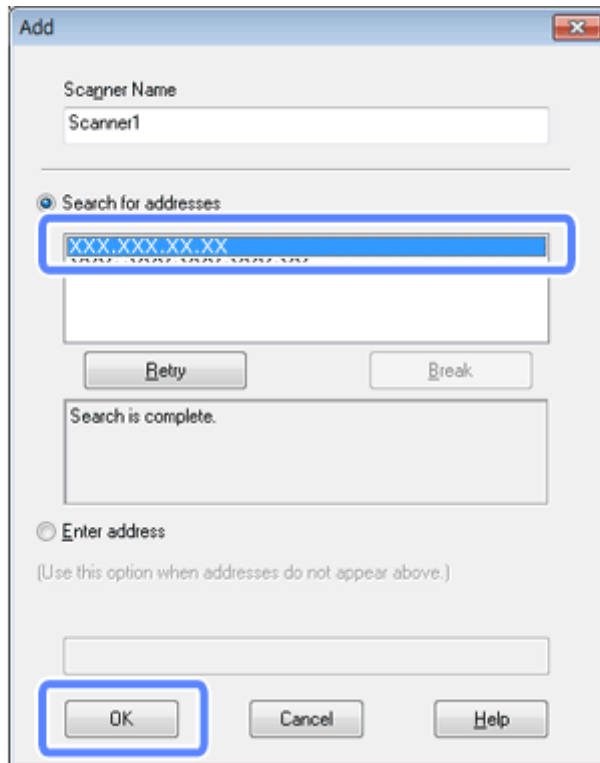 Add
Scanner Name
Scanner1
Search for addresses
XXX.XXX.XX.XX
Retry
Break
Search is complete.
Enter address
(Use this option when addresses do not appear above.)
OK
Cancel
Help